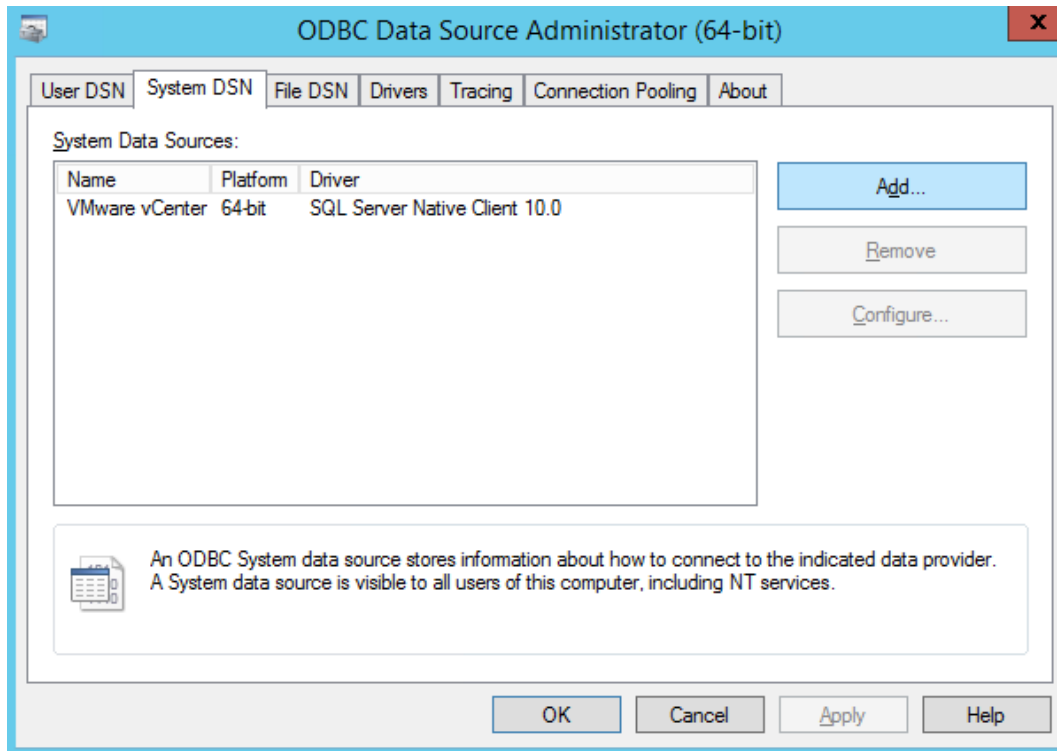 ODBC Data Source Administrator (64-bit)
x
User DSN System DSN File DSN Drivers Tracing Connection Pooling About
System Data Sources:
Name Platform Driver
VMware vCenter 64-bit SQL Server Native Client 10.0
Add...
Remove
Configure...
An ODBC System data source stores information about how to connect to the indicated data provider.
A System data source is visible to all users of this computer, including NT services.
OK Cancel Apply Help